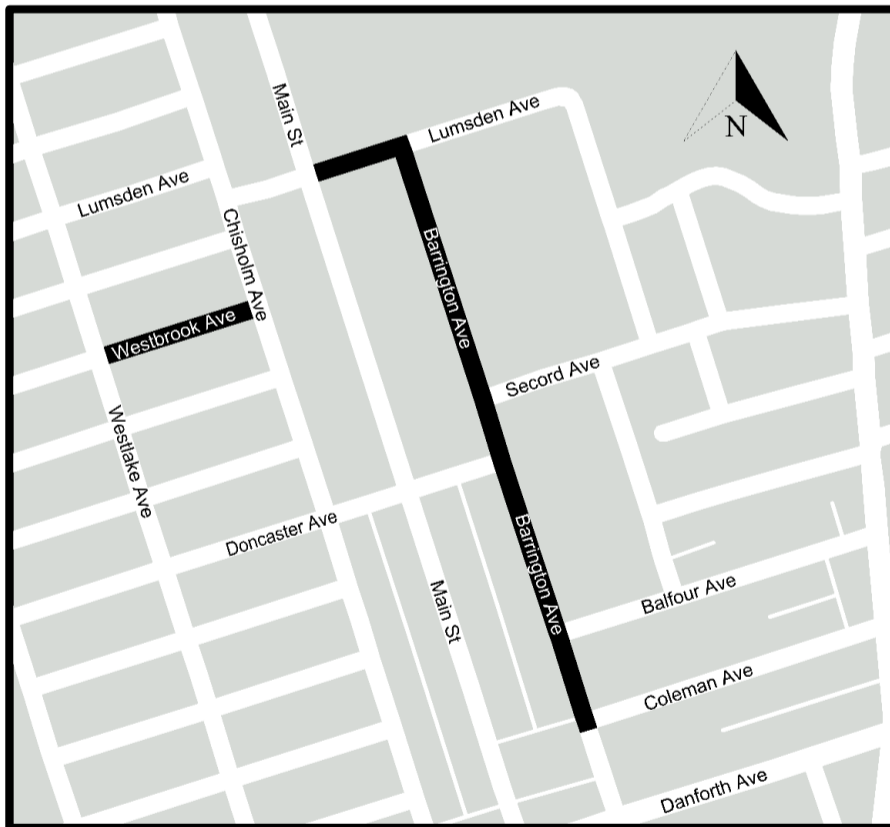 Main St
Lumsden Ave
N
Lumsden Ave
Chisholm Ave
Barrington Ave
Westbrook Ave
Secord Ave
Westlake Ave
Doncaster Ave
Barrington Ave
Main St
Balfour Ave
Coleman Ave
Danforth Ave